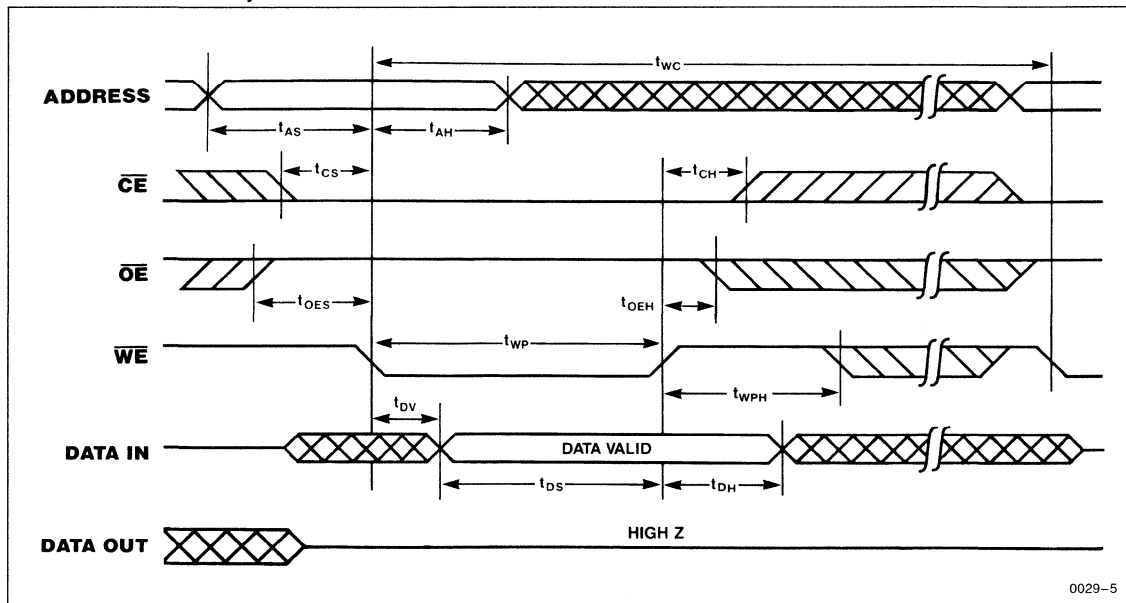 tWC
ADDRESS
tAS
tAH
tCS
tCH
CE
OE
tOES
tOEH
WE
tWP
tWPH
tDV
DATA IN
DATA VALID
tDS
tDH
DATA OUT
HIGH Z
0029–5